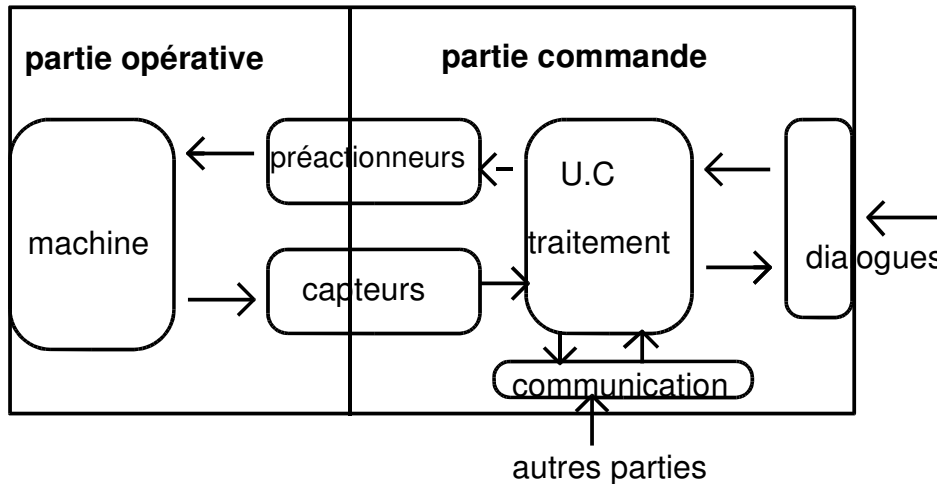 partie opérative
partie commande
préactionneurs
U.C
machine
traitement
dialogues
capteurs
communication
autres parties